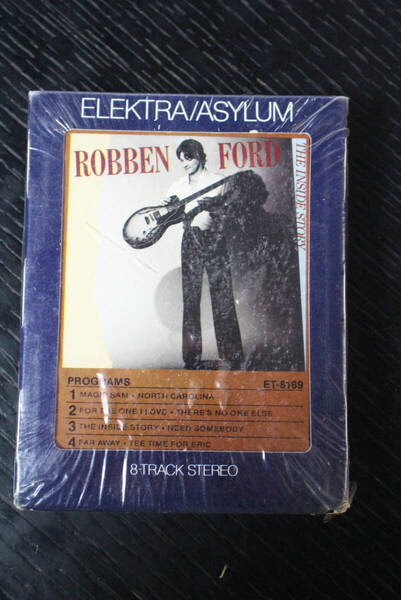 ELEKTRA/ASYLUM
ROBBEN FORD
THE INSIDE STORY
PROGRAMS ET-5169
1 MAGIC SAM • NORTH CAROLINA
2 FOR THE ONE I LOVE • THERE'S NO ONE ELSE
3 THE INSIDE STORY • NEED SOMEBODY
4 FAR AWAY • TEE TIME FOR ERIC
8-TRACK STEREO